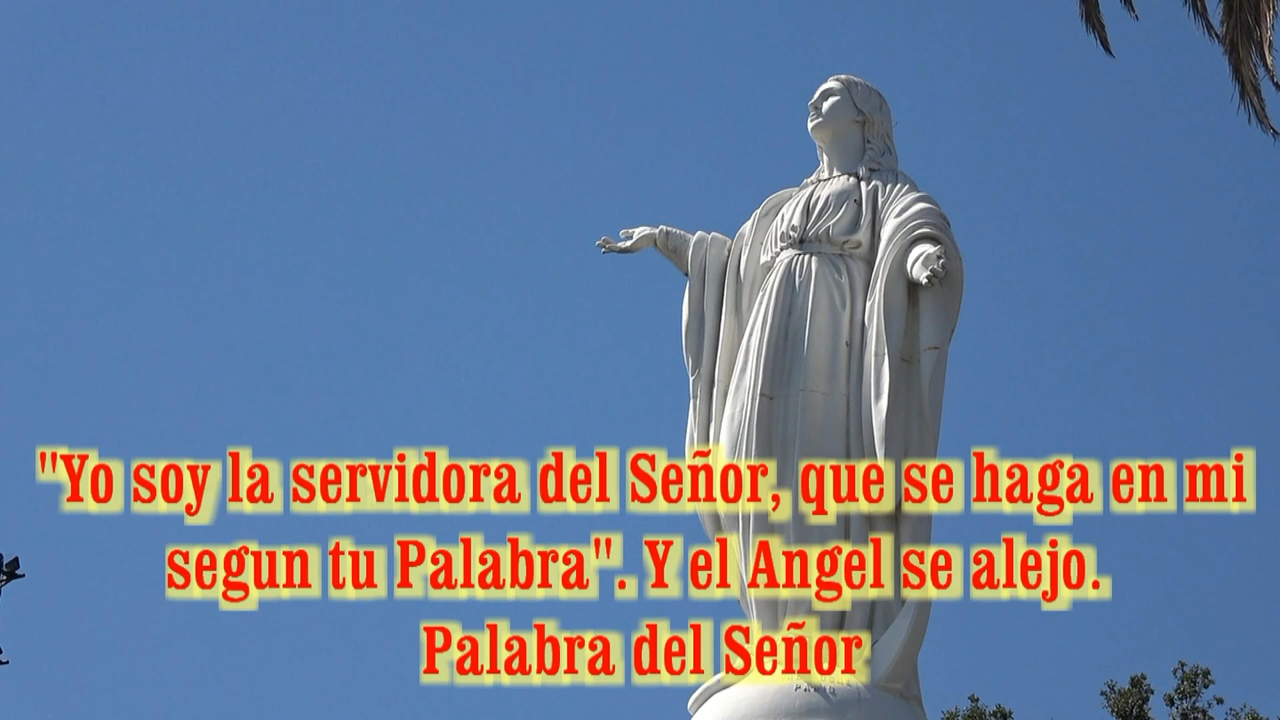 "Yo soy la servidora del Señor, que se haga en mi
segun tu Palabra". Y el Angel se alejo.
Palabra del Señor